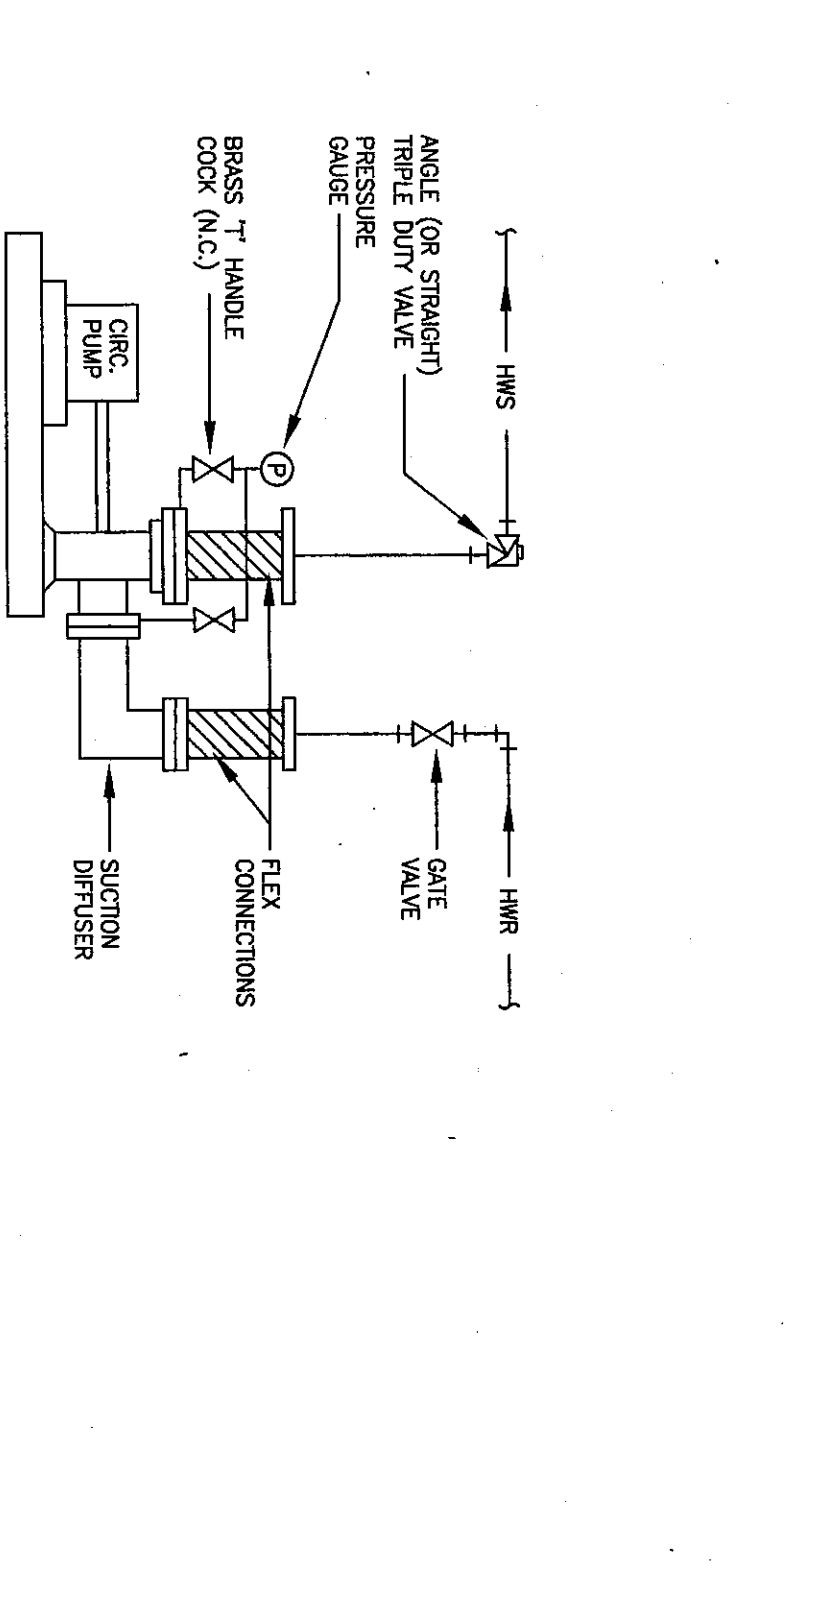 HWS
HWR
ANGLE (OR STRAIGHT)
TRIPLE DUTY VALVE
GATE
VALVE
PRESSURE
GAUGE
P
FLEX
CONNECTIONS
BRASS 'T' HANDLE
COCK (N.C.)
CIRC.
PUMP
SUCTION
DIFFUSER